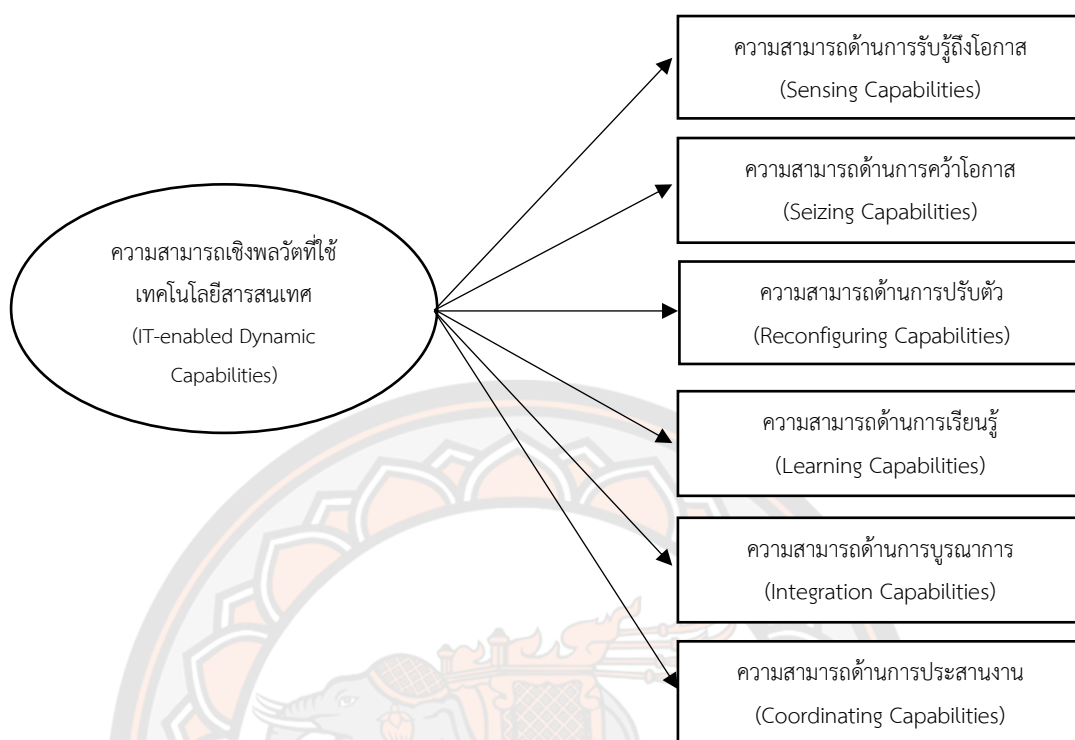 ความสามารถด้านการรับรู้ถึงโอกาส
(Sensing Capabilities)
ความสามารถด้านการคว้าโอกาส
(Seizing Capabilities)
ความสามารถเชิงพลวัตที่ใช้
เทคโนโลยีสารสนเทศ
(IT-enabled Dynamic
Capabilities)
ความสามารถด้านการปรับตัว
(Reconfiguring Capabilities)
ความสามารถด้านการเรียนรู้
(Learning Capabilities)
ความสามารถด้านการบูรณาการ
(Integration Capabilities)
ความสามารถด้านการประสานงาน
(Coordinating Capabilities)